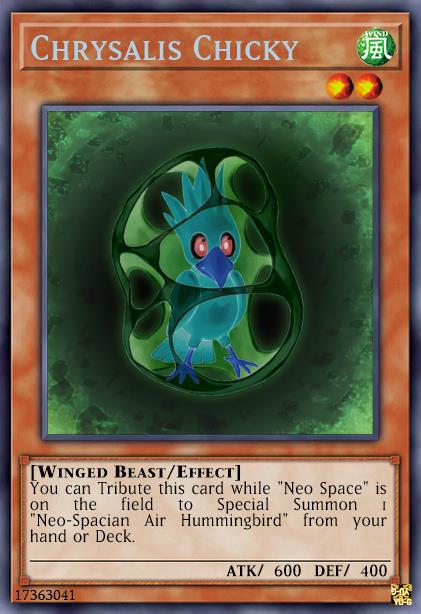 CHRYSALIS CHICKY
WIND
風
[WINGED BEAST/EFFECT]
You can Tribute this card while "Neo Space" is
on the field to Special Summon 1
"Neo-Spacian Air Hummingbird" from your
hand or Deck.
ATK/ 600 DEF/ 400
17363041